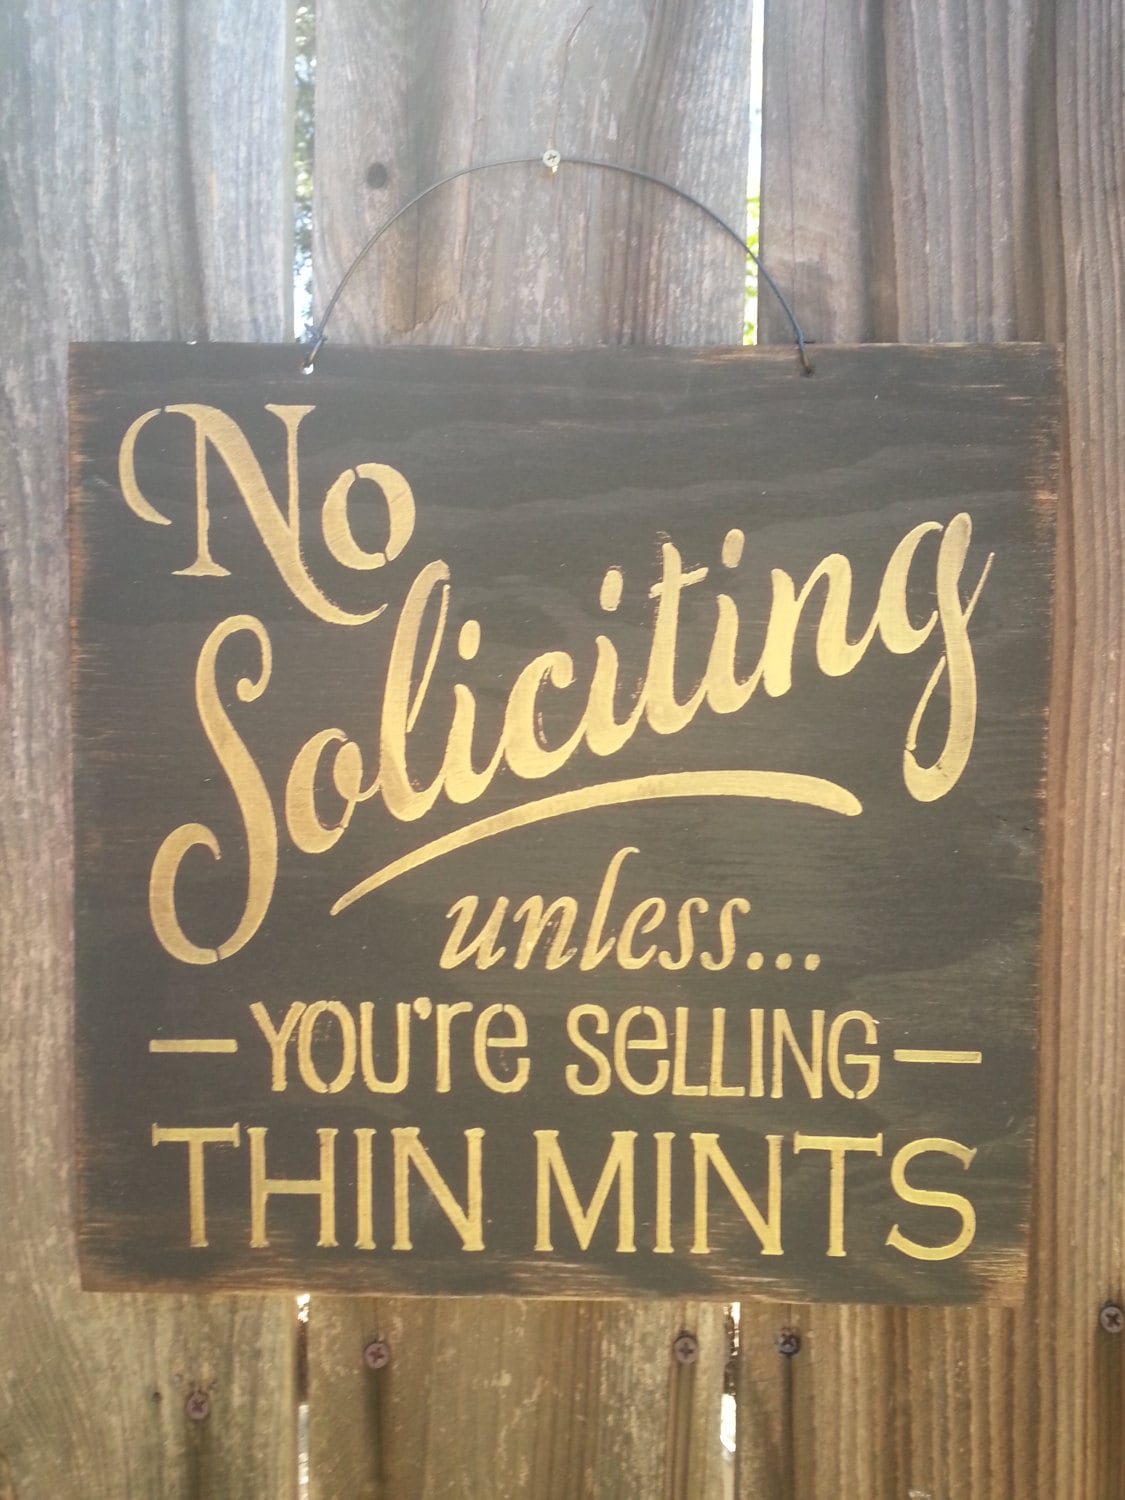 No
Soliciting
unless...
—YOU'Re SeLLING—
THIN MINTS